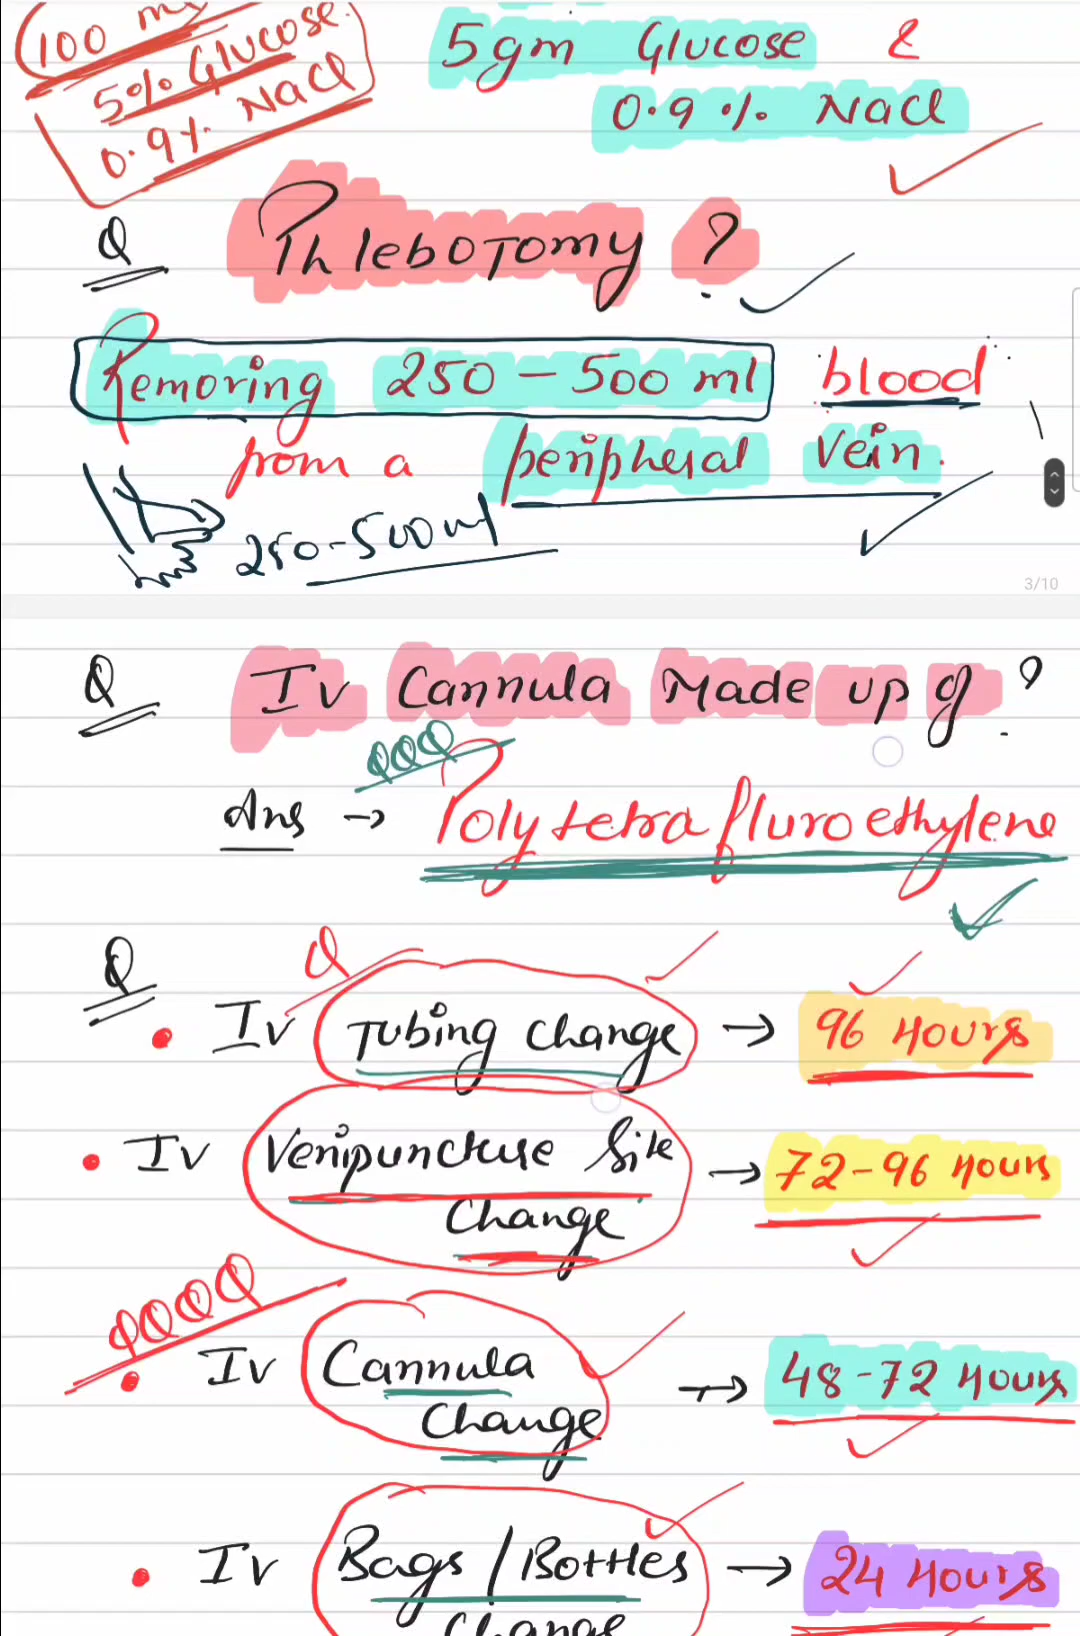 100 mg
5% Glucose
0.9% NaCl
5gm Glucose &
0.9 % NaCl
Q Phlebotomy ?
Removing 250 - 500 ml blood
from a peripheral vein.
250-500 ml
3/10
Q IV Cannula Made up of ?
QQQ
Ans → Polytetrafluroethylene
Q Q
• IV Tubing change → 96 Hours
• IV Venipuncture Site → 72-96 Hours
Change
QQQQ
• IV Cannula → 48-72 Hours
Change
• IV Bags / Bottles → 24 Hours
Change